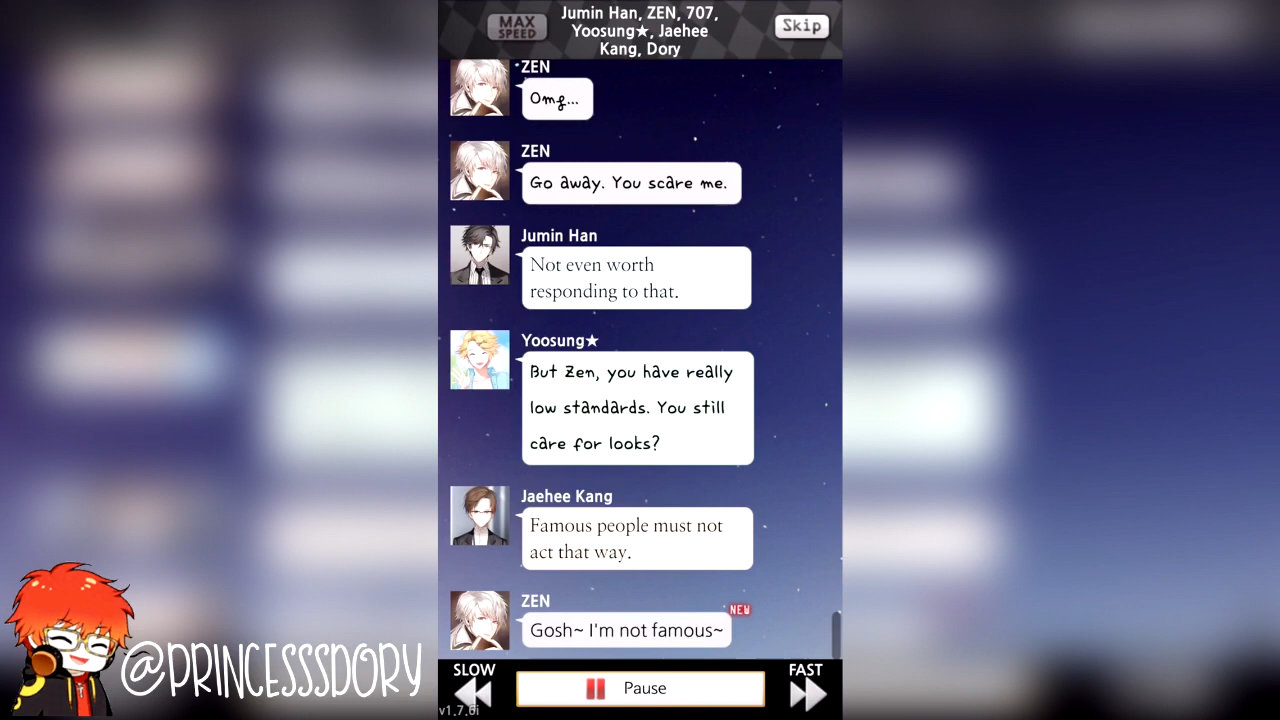 MAX
SPEED
Jumin Han, ZEN, 707,
Yoosung★, Jaehee
Kang, Dory
Skip
ZEN
Omg...
ZEN
Go away. You scare me.
Jumin Han
Not even worth
responding to that.
Yoosung★
But Zen, you have really
low standards. You still
care for looks?
Jaehee Kang
Famous people must not
act that way.
ZEN
NEW
Gosh~ I'm not famous~
SLOW
Pause
FAST
v1.7.6i
@PRINCESSSDORY